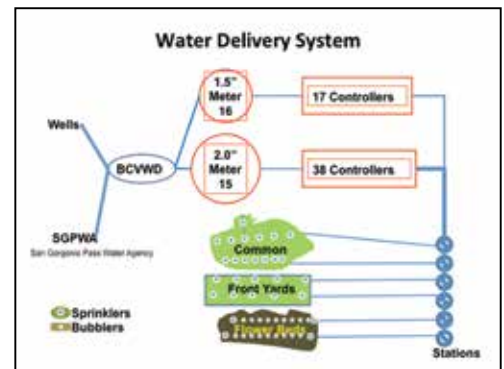 Water Delivery System
1.5"
Meter
16
17 Controllers
Wells
BCVWD
2.0"
Meter
15
38 Controllers
SGPWA
San Gorgonio Pass Water Agency
Common
Front Yards
Flower Beds
Sprinklers
Bubblers
Stations